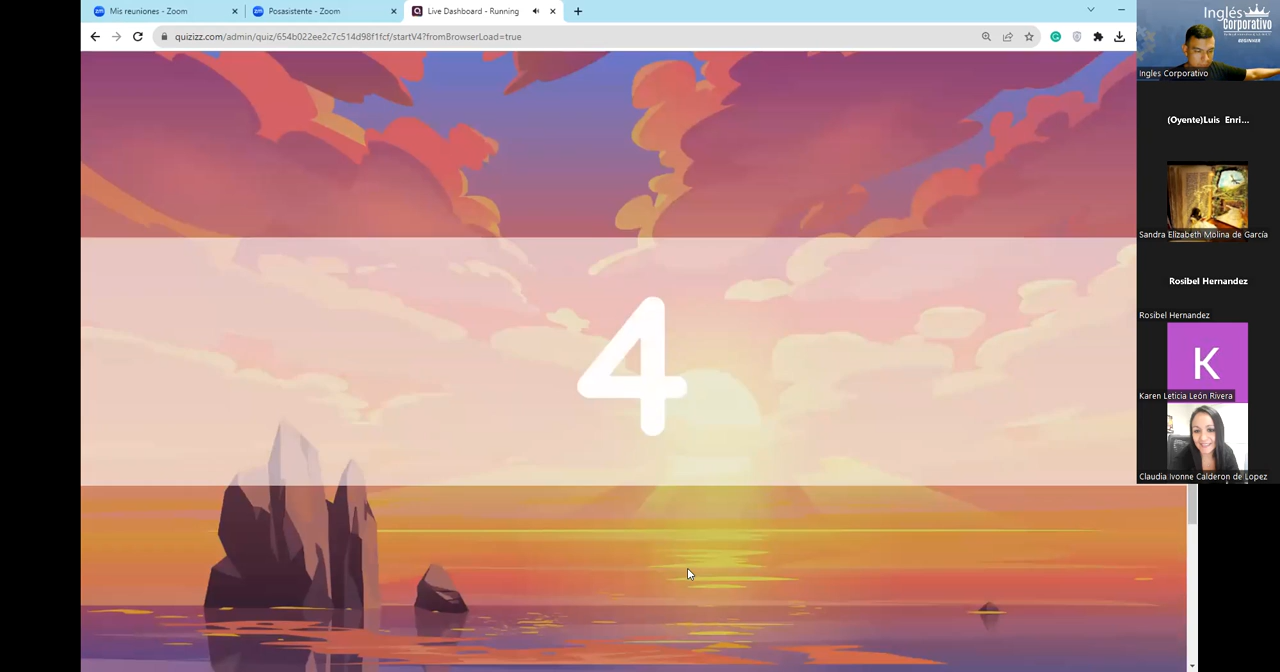 Mis reuniones - Zoom
Posasistente - Zoom
Live Dashboard - Running
quizizz.com/admin/quiz/654b022ee2c7c514d98f1fcf/startV4?fromBrowserLoad=true
4
Inglés
Corporativo
BEGINNER
Ingles Corporativo
(Oyente)Luis Enri...
Sandra Elizabeth Molina de García
Rosibel Hernandez
Rosibel Hernandez
K
Karen Leticia León Rivera
Claudia Ivonne Calderon de Lopez